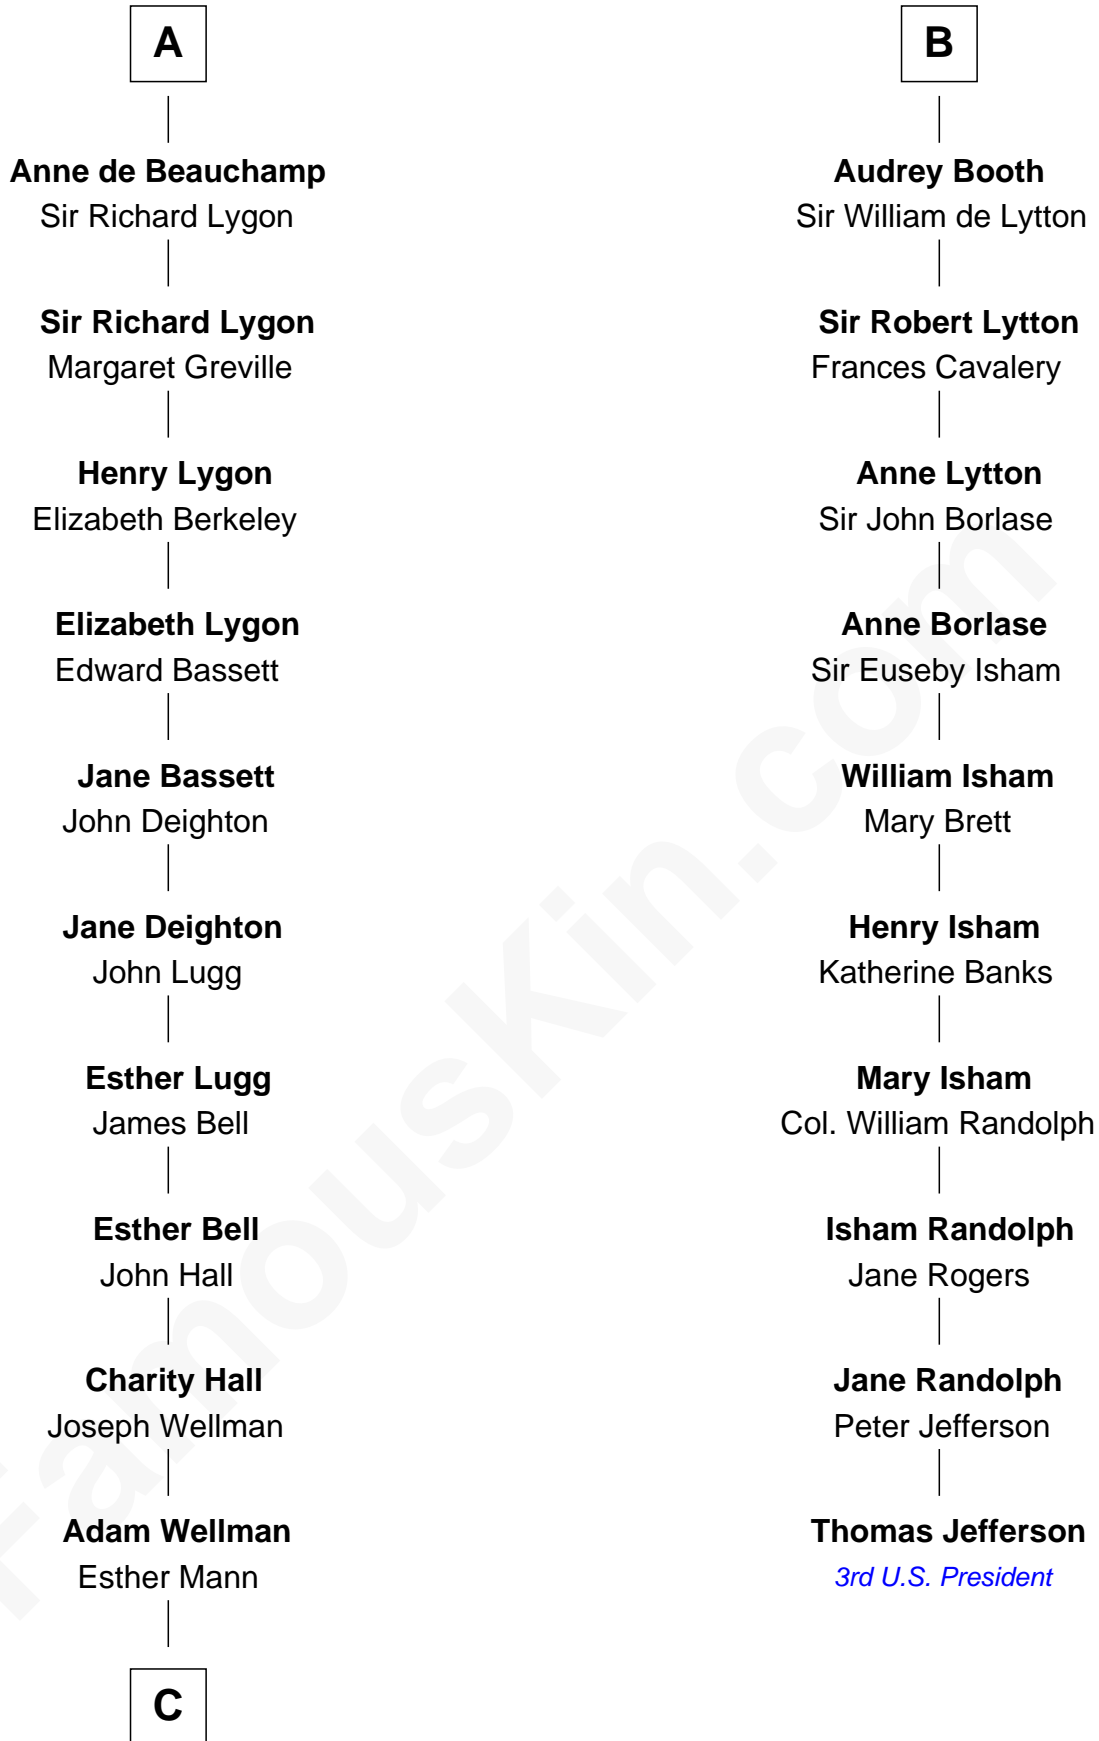 A
Anne de Beauchamp
Sir Richard Lygon
Sir Richard Lygon
Margaret Greville
Henry Lygon
Elizabeth Berkeley
Elizabeth Lygon
Edward Bassett
Jane Bassett
John Deighton
Jane Deighton
John Lugg
Esther Lugg
James Bell
Esther Bell
John Hall
Charity Hall
Joseph Wellman
Adam Wellman
Esther Mann
C
B
Audrey Booth
Sir William de Lytton
Sir Robert Lytton
Frances Cavalery
Anne Lytton
Sir John Borlase
Anne Borlase
Sir Euseby Isham
William Isham
Mary Brett
Henry Isham
Katherine Banks
Mary Isham
Col. William Randolph
Isham Randolph
Jane Rogers
Jane Randolph
Peter Jefferson
Thomas Jefferson
3rd U.S. President
FamousKin.com